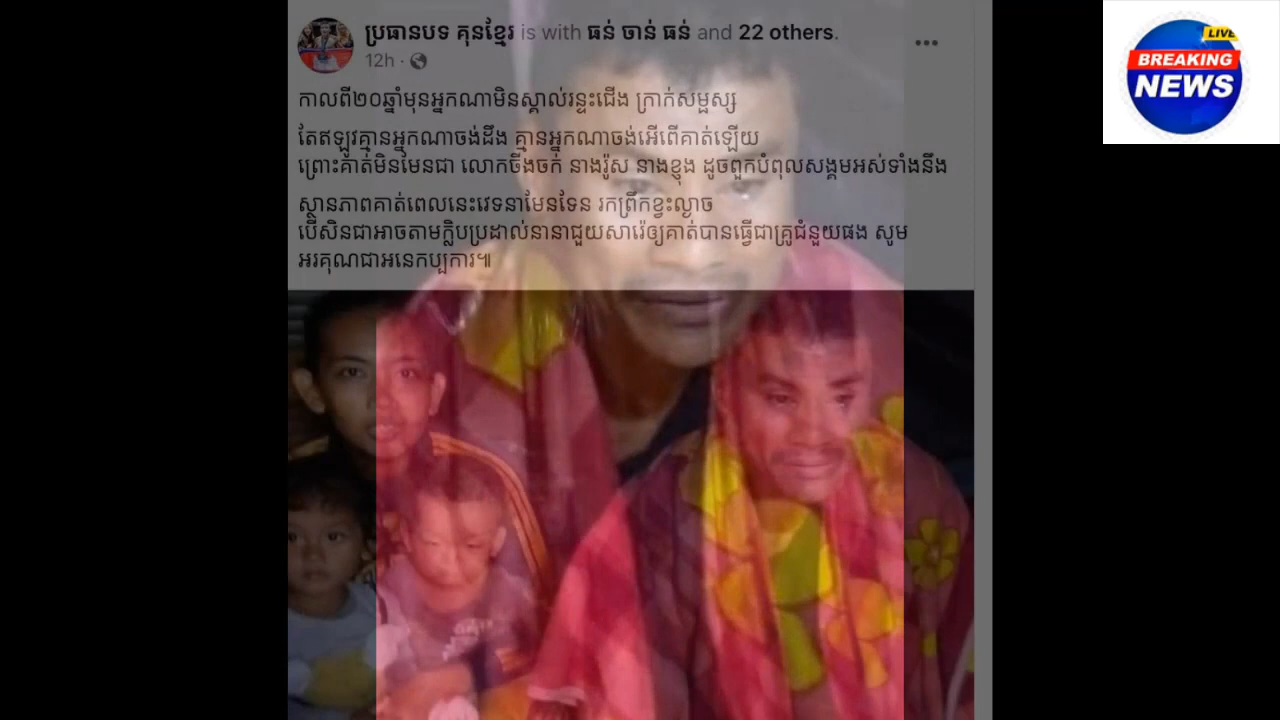 ប្រធានបទ គុនខ្មែរ is with ធន់ ចាន់ ធន់ and 22 others.
12h ·
LIVE
BREAKING
NEWS
កាលពី២០ឆ្នាំមុនអ្នកណាមិនស្គាល់រន្ទះជើង ក្រាក់សម្ផស្ស
តែឥឡូវគ្មានអ្នកណាចង់ដឹង គ្មានអ្នកណាចង់អើពើគាត់ឡើយ
ព្រោះគាត់មិនមែនជា លោកចឹងចក់ នាងរ៉ូស នាងខ្ញុង ដូចពួកបំពុលសង្គមអស់ទាំងនឹង
ស្ថានភាពគាត់ពេលនេះវេទនាមែនទែន រកព្រឹកខ្វះល្ងាច
បើសិនជាអាចតាមក្លិបប្រដាល់នានាជួយសារ៉េឲ្យគាត់បានធ្វើជាគ្រូជំនួយផង សូម
អរគុណជាអនេកប្បការ៕